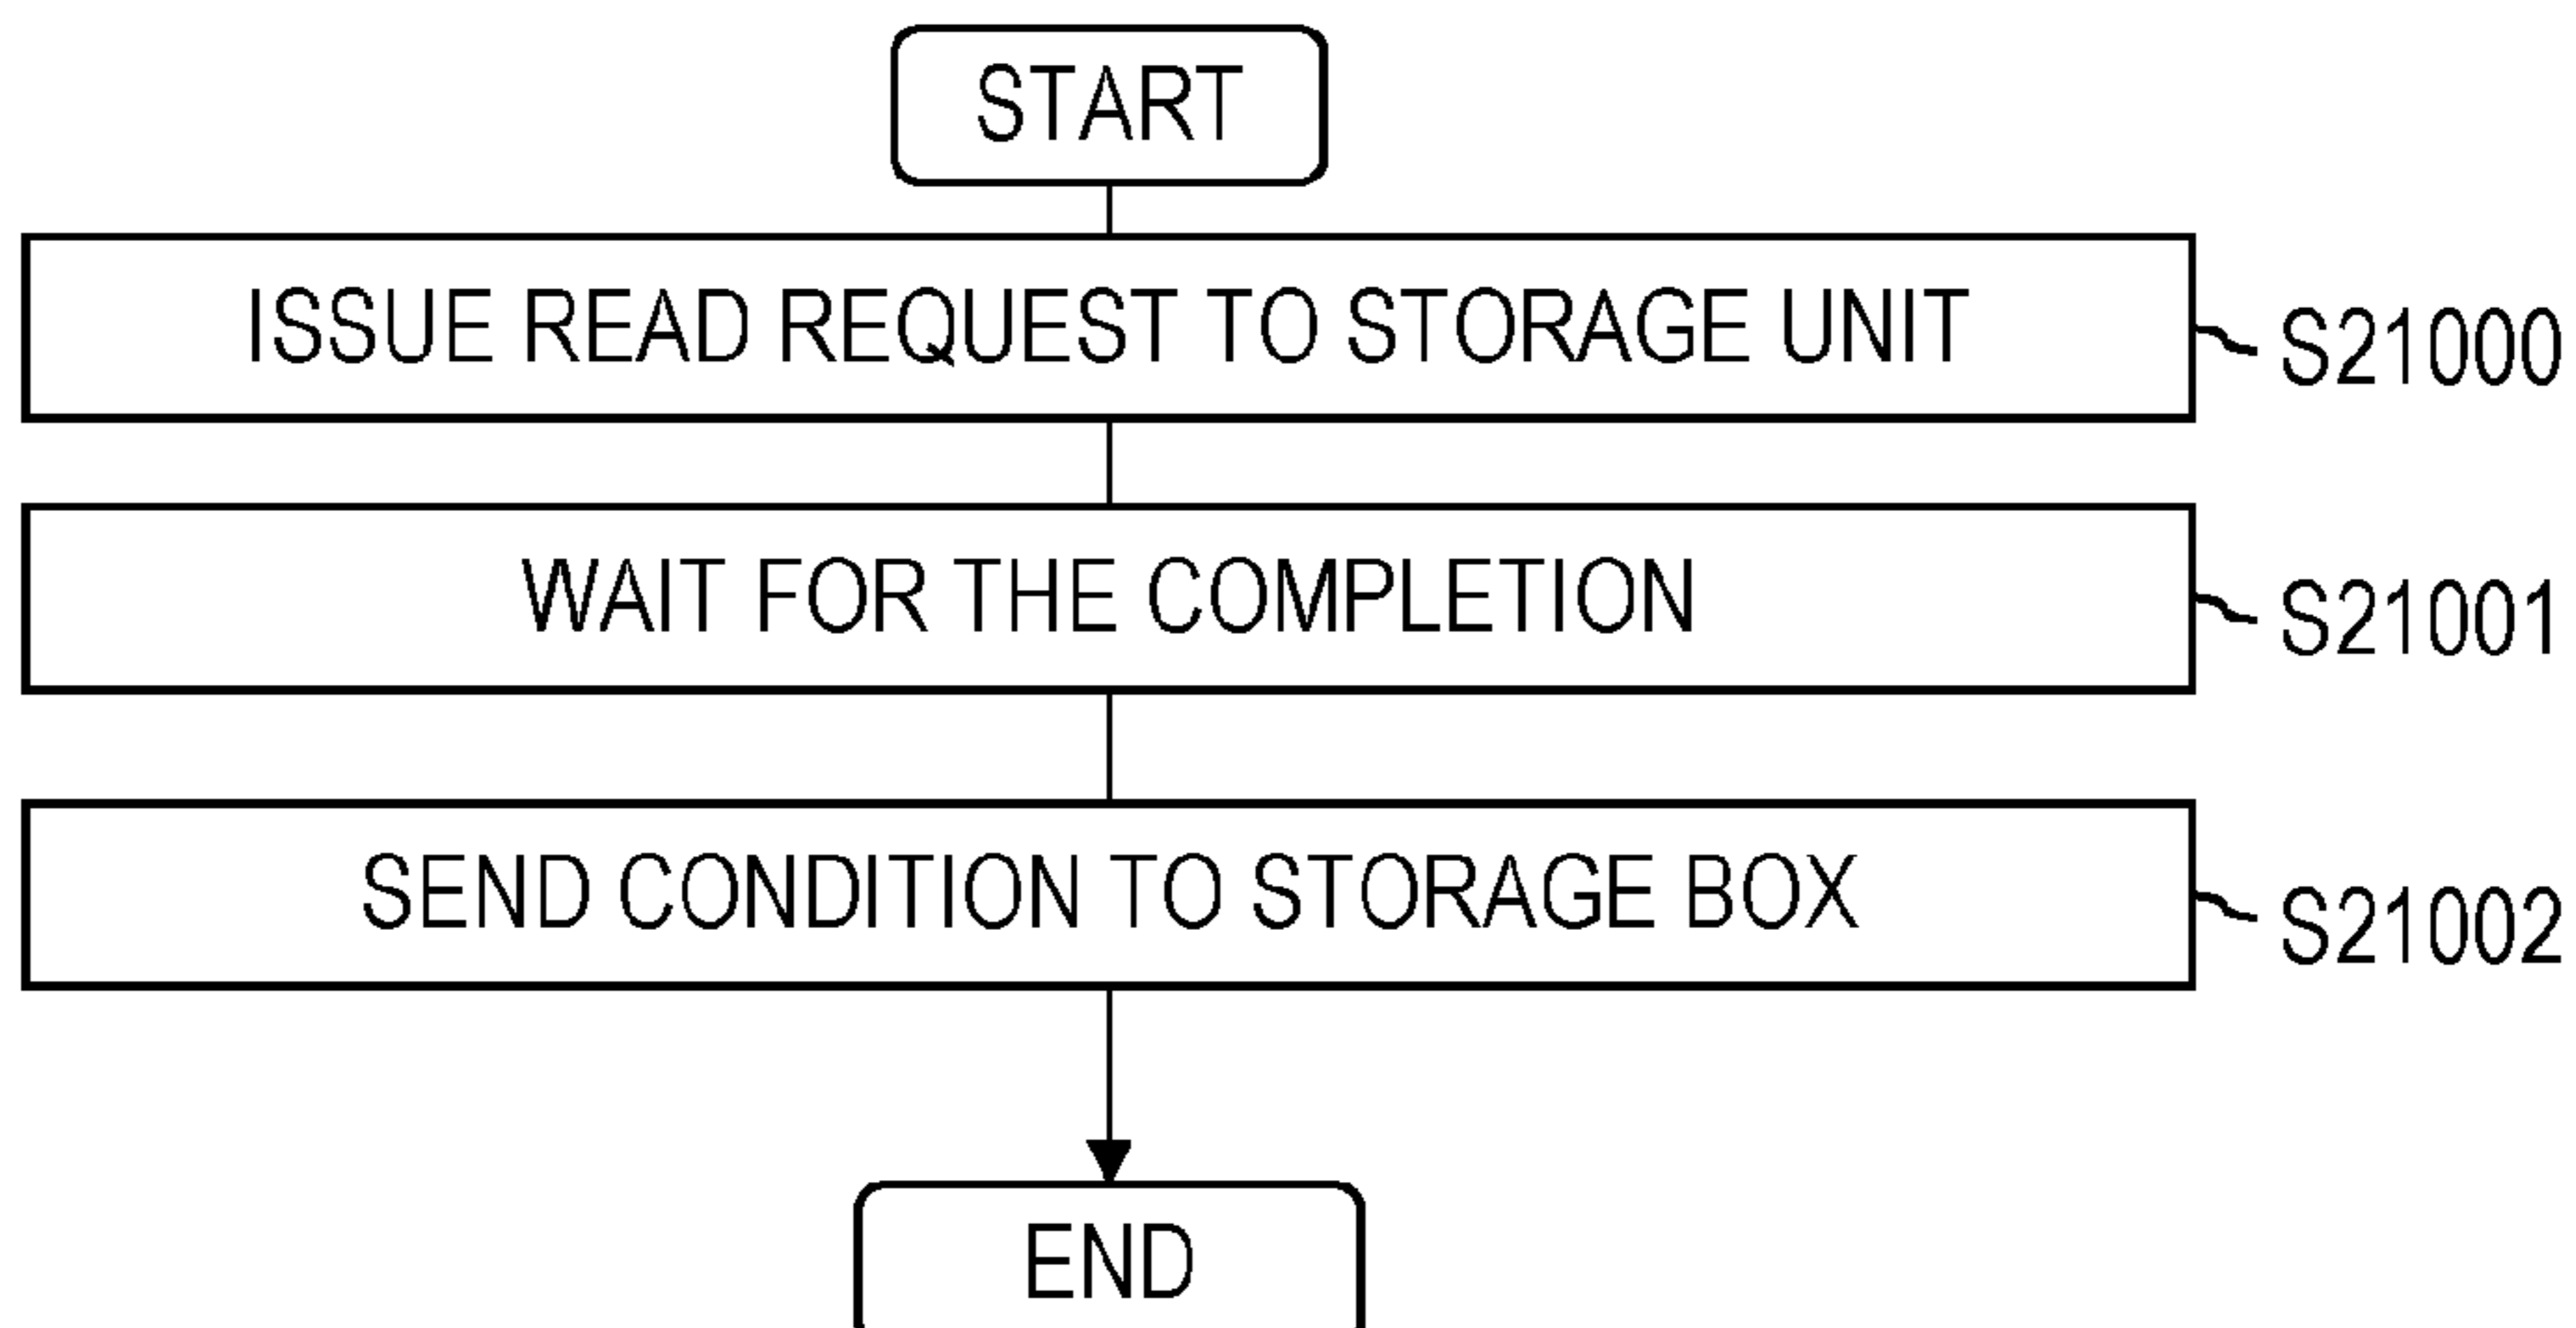 START
ISSUE READ REQUEST TO STORAGE UNIT
S21000
WAIT FOR THE COMPLETION
S21001
SEND CONDITION TO STORAGE BOX
S21002
END